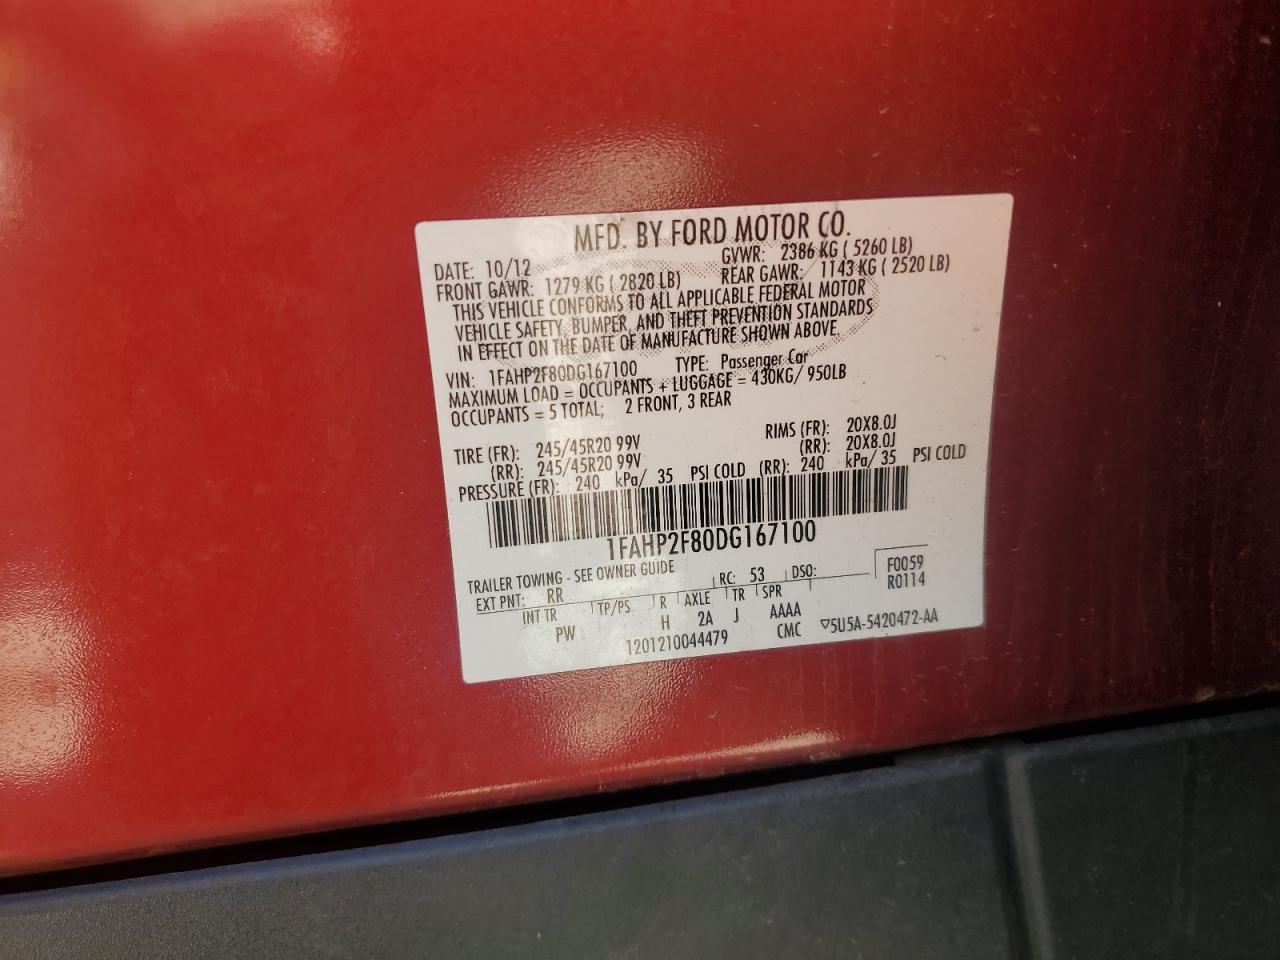 MFD. BY FORD MOTOR CO.
DATE: 10/12 GVWR: 2386 KG ( 5260 LB)
FRONT GAWR: 1279 KG ( 2820 LB) REAR GAWR: 1143 KG ( 2520 LB)
THIS VEHICLE CONFORMS TO ALL APPLICABLE FEDERAL MOTOR
VEHICLE SAFETY, BUMPER, AND THEFT PREVENTION STANDARDS
IN EFFECT ON THE DATE OF MANUFACTURE SHOWN ABOVE.
VIN: 1FAHP2F80DG167100 TYPE: Passenger Car
MAXIMUM LOAD = OCCUPANTS + LUGGAGE = 430KG/ 950LB
OCCUPANTS = 5 TOTAL; 2 FRONT, 3 REAR
TIRE (FR): 245/45R20 99V RIMS (FR): 20X8.0J
(RR): 245/45R20 99V (RR): 20X8.0J
PRESSURE (FR): 240 kPa/ 35 PSI COLD (RR): 240 kPa/ 35 PSI COLD
1FAHP2F80DG167100
TRAILER TOWING - SEE OWNER GUIDE
EXT PNT: RR RC: 53 DSO: F0059
INT TR TP/PS R AXLE TR SPR R0114
PW H 2A J AAAA
1201210044479 CMC ▽5U5A-5420472-AA